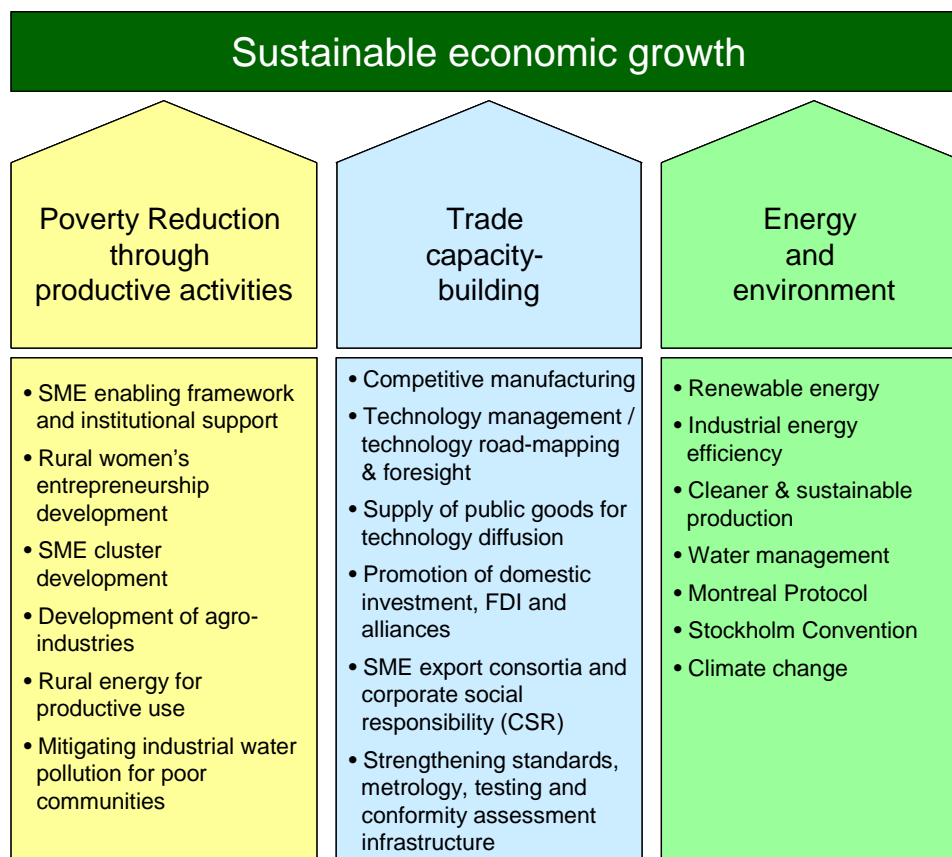 Sustainable economic growth
Poverty Reduction
through
productive activities
• SME enabling framework
and institutional support
• Rural women’s
entrepreneurship
development
• SME cluster
development
• Development of agro-
industries
• Rural energy for
productive use
• Mitigating industrial water
pollution for poor
communities
Trade
capacity-
building
• Competitive manufacturing
• Technology management /
technology road-mapping
& foresight
• Supply of public goods for
technology diffusion
• Promotion of domestic
investment, FDI and
alliances
• SME export consortia and
corporate social
responsibility (CSR)
• Strengthening standards,
metrology, testing and
conformity assessment
infrastructure
Energy
and
environment
• Renewable energy
• Industrial energy
efficiency
• Cleaner & sustainable
production
• Water management
• Montreal Protocol
• Stockholm Convention
• Climate change